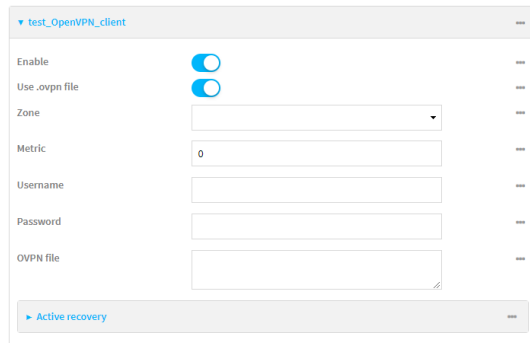 test_OpenVPN_client
Enable
Use .ovpn file
Zone
Metric
0
Username
Password
OVPN file
Active recovery